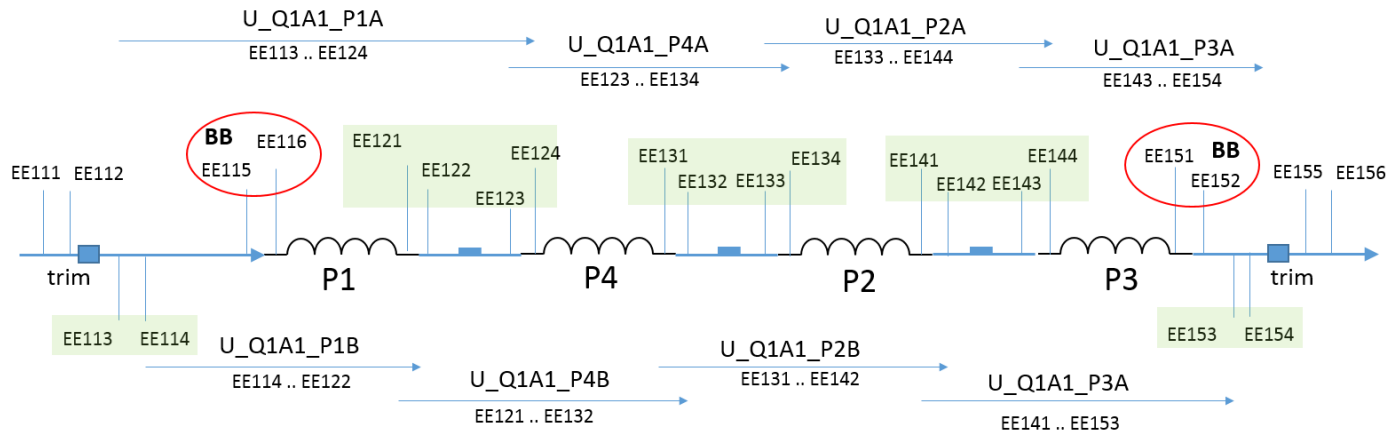 U_Q1A1_P1A
EE113 .. EE124
U_Q1A1_P4A
EE123 .. EE134
U_Q1A1_P2A
EE133 .. EE144
U_Q1A1_P3A
EE143 .. EE154
EE111
EE112
BB
EE115
EE116
EE121
EE122
EE123
EE124
EE131
EE132
EE133
EE134
EE141
EE142
EE143
EE144
EE151
BB
EE152
EE155
EE156
trim
P1
P4
P2
P3
trim
EE113
EE114
EE153
EE154
U_Q1A1_P1B
EE114 .. EE122
U_Q1A1_P4B
EE121 .. EE132
U_Q1A1_P2B
EE131 .. EE142
U_Q1A1_P3A
EE141 .. EE153